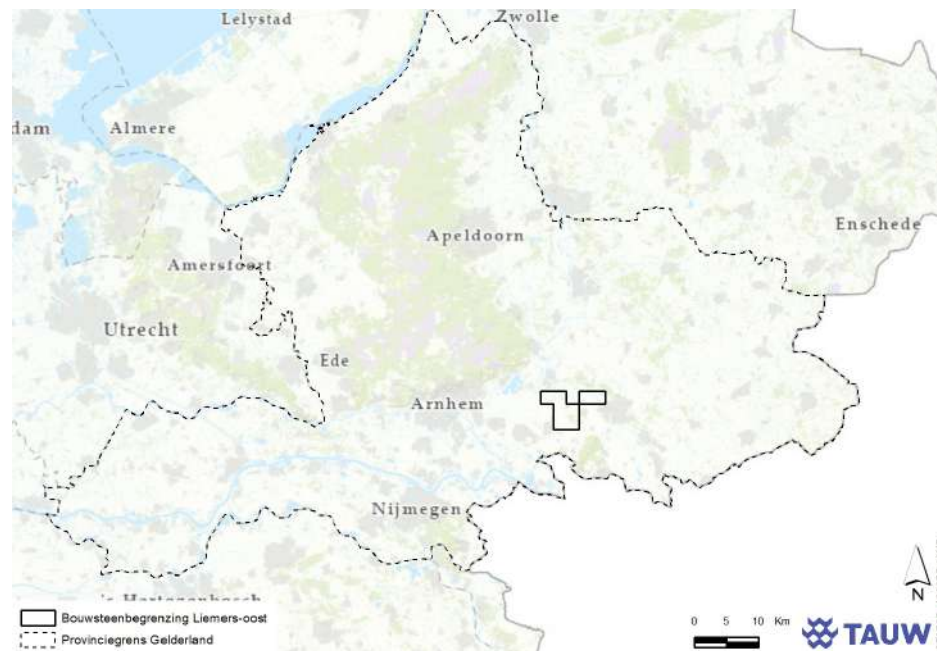 Lelystad
Zwolle
dam
Almere
Apeldoorn
Enschede
Amersfoort
Utrecht
Ede
Arnhem
Nijmegen
's Hertogenbosch
N
Bouwsteenbegrenzing Liemers-oost
Provinciegrens Gelderland
0 5 10 Km
TAUW